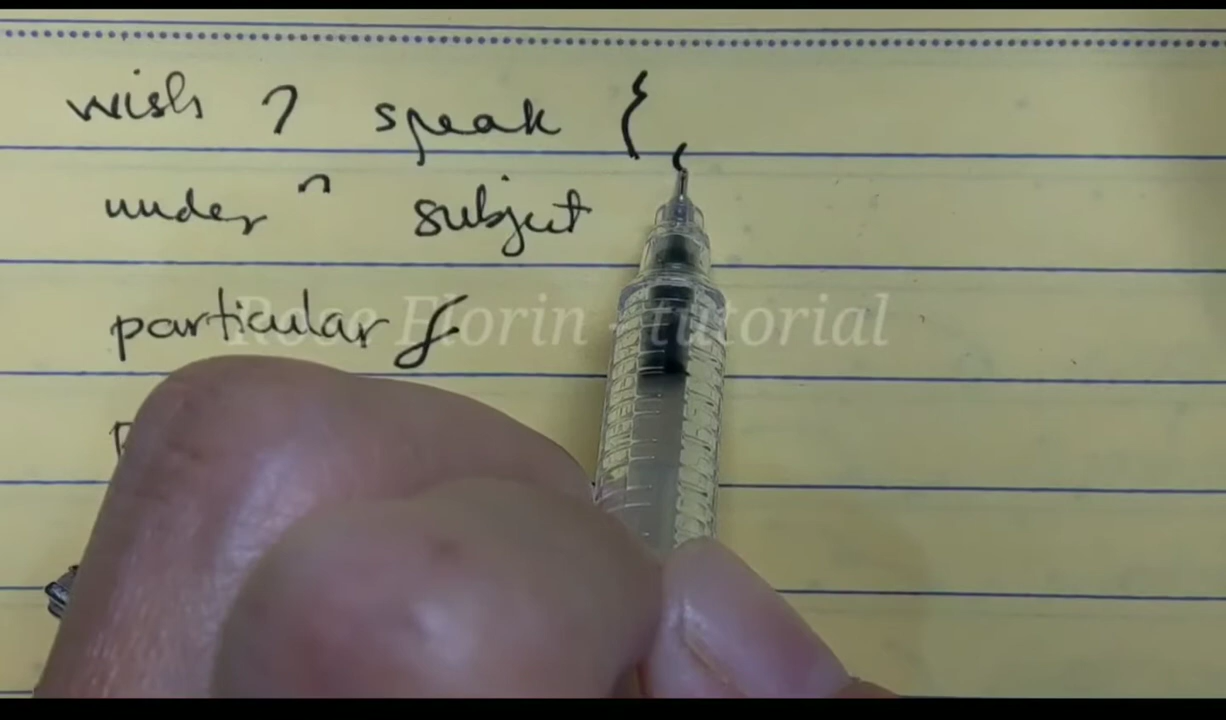 wish speak
under subject
particular
Rose Florin - tutorial